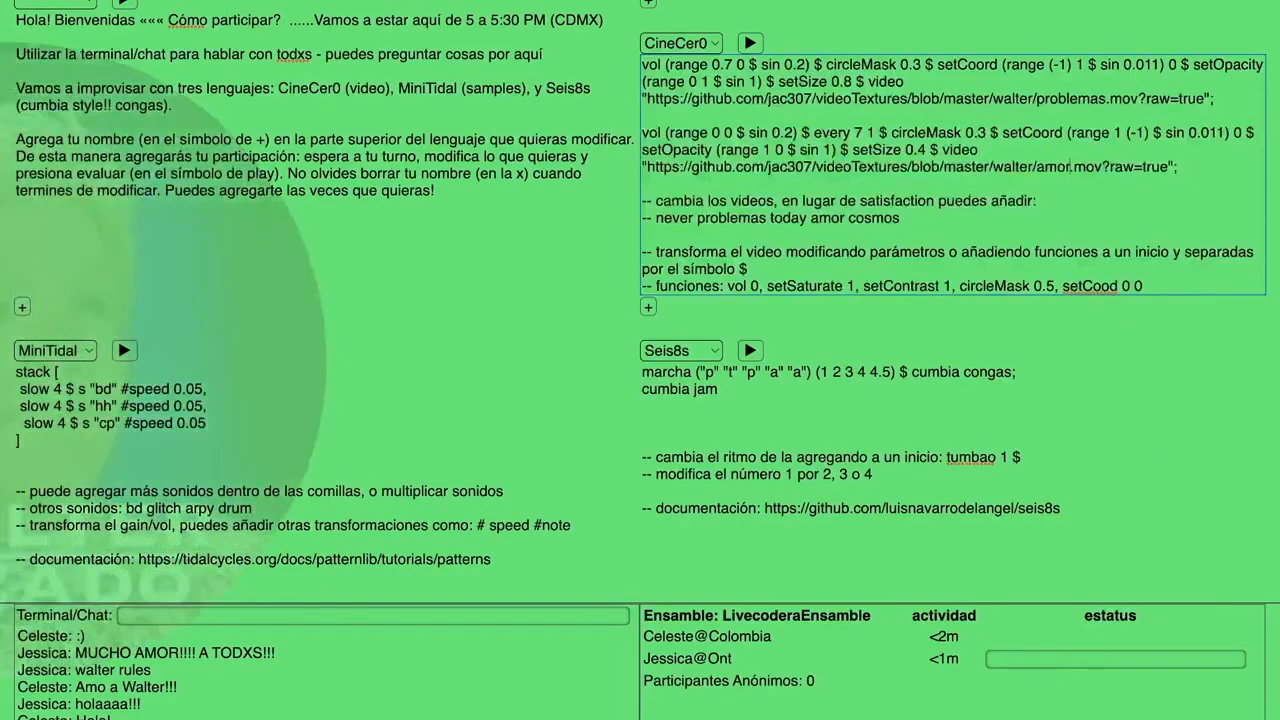 Hola! Bienvenidas ««« Cómo participar?  ......Vamos a estar aquí de 5 a 5:30 PM (CDMX)
Utilizar la terminal/chat para hablar con todxs - puedes preguntar cosas por aquí
Vamos a improvisar con tres lenguajes: CineCer0 (video), MiniTidal (samples), y Seis8s
(cumbia style!! congas).
Agrega tu nombre (en el símbolo de +) en la parte superior del lenguaje que quieras modificar.
De esta manera agregarás tu participación: espera a tu turno, modifica lo que quieras y
presiona evaluar (en el símbolo de play). No olvides borrar tu nombre (en la x) cuando
termines de modificar. Puedes agregarte las veces que quieras!
+
CineCer0
vol (range 0.7 0 $ sin 0.2) $ circleMask 0.3 $ setCoord (range (-1) 1 $ sin 0.011) 0 $ setOpacity
(range 0 1 $ sin 1) $ setSize 0.8 $ video
"https://github.com/jac307/videoTextures/blob/master/walter/problemas.mov?raw=true";
vol (range 0 0 $ sin 0.2) $ every 7 1 $ circleMask 0.3 $ setCoord (range 1 (-1) $ sin 0.011) 0 $
setOpacity (range 1 0 $ sin 1) $ setSize 0.4 $ video
"https://github.com/jac307/videoTextures/blob/master/walter/amor.mov?raw=true";
-- cambia los videos, en lugar de satisfaction puedes añadir:
-- never problemas today amor cosmos
-- transforma el video modificando parámetros o añadiendo funciones a un inicio y separadas
por el símbolo $
-- funciones: vol 0, setSaturate 1, setContrast 1, circleMask 0.5, setCood 0 0
+
MiniTidal
stack [
slow 4 $ s "bd" #speed 0.05,
slow 4 $ s "hh" #speed 0.05,
slow 4 $ s "cp" #speed 0.05
]
-- puede agregar más sonidos dentro de las comillas, o multiplicar sonidos
-- otros sonidos: bd glitch arpy drum
-- transforma el gain/vol, puedes añadir otras transformaciones como: # speed #note
-- documentación: https://tidalcycles.org/docs/patternlib/tutorials/patterns
Seis8s
marcha ("p" "t" "p" "a" "a") (1 2 3 4 4.5) $ cumbia congas;
cumbia jam
-- cambia el ritmo de la agregando a un inicio: tumbao 1 $
-- modifica el número 1 por 2, 3 o 4
-- documentación: https://github.com/luisnavarrodelangel/seis8s
Terminal/Chat:
Celeste: :)
Jessica: MUCHO AMOR!!!! A TODXS!!!
Jessica: walter rules
Celeste: Amo a Walter!!!
Jessica: holaaaa!!!
Celeste: Hola!
Ensamble: LivecoderaEnsamble actividad estatus
Celeste@Colombia <2m
Jessica@Ont <1m
Participantes Anónimos: 0